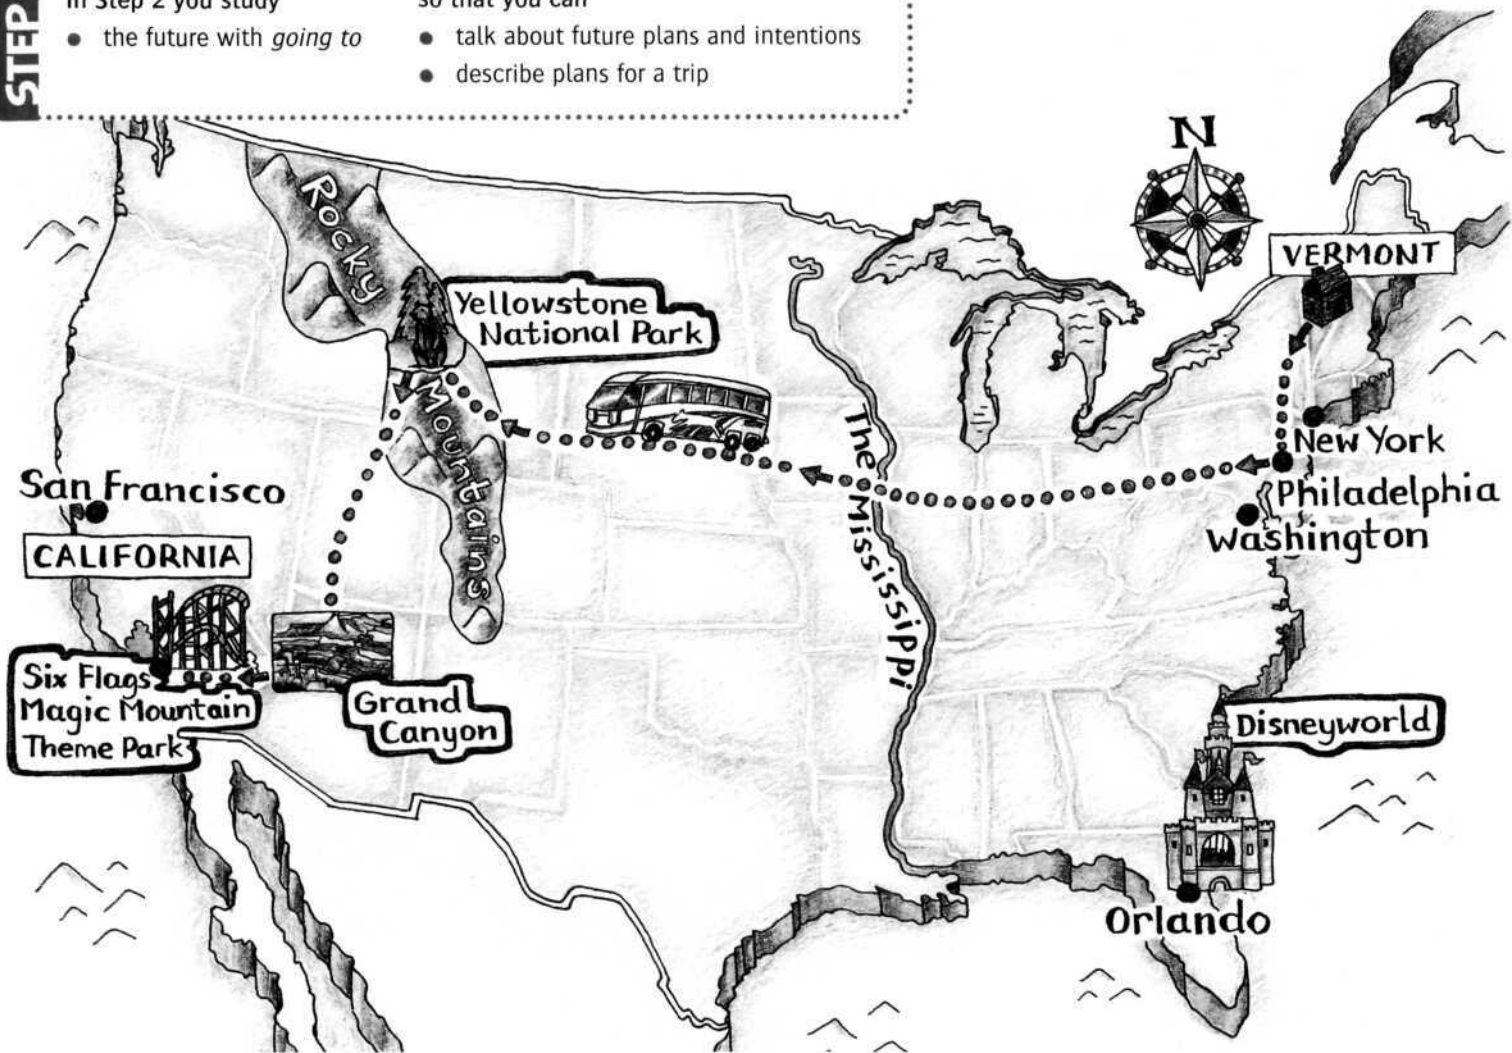 STEP
In Step 2 you study
• the future with going to
so that you can
• talk about future plans and intentions
• describe plans for a trip
N
VERMONT
Rocky
Mountains
Yellowstone
National Park
The Mississippi
New York
Philadelphia
Washington
San Francisco
CALIFORNIA
Six Flags
Magic Mountain
Theme Park
Grand
Canyon
Disneyworld
Orlando